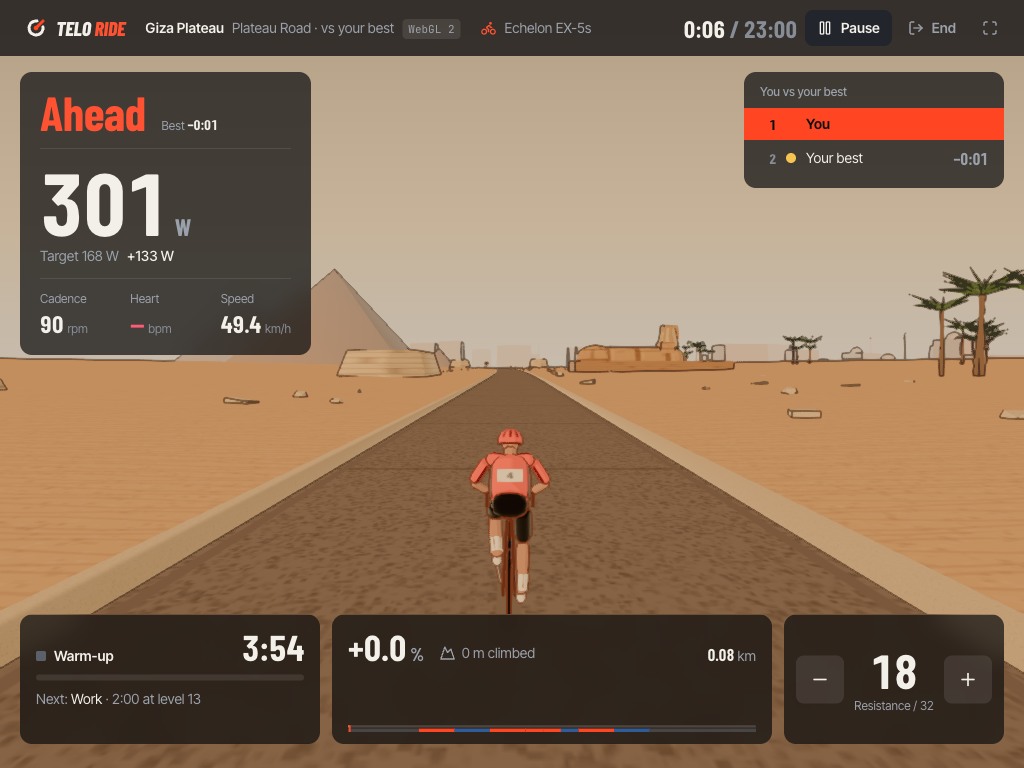 TELO RIDE
Giza Plateau Plateau Road · vs your best WebGL 2
Echelon EX-5s
0:06 / 23:00
Pause
End
Ahead
Best −0:01
301 W
Target 168 W +133 W
Cadence Heart Speed
90 rpm – bpm 49.4 km/h
You vs your best
1 You
2 Your best −0:01
4
Warm-up 3:54
Next: Work · 2:00 at level 13
+0.0 % 0 m climbed 0.08 km
− 18 +
Resistance / 32